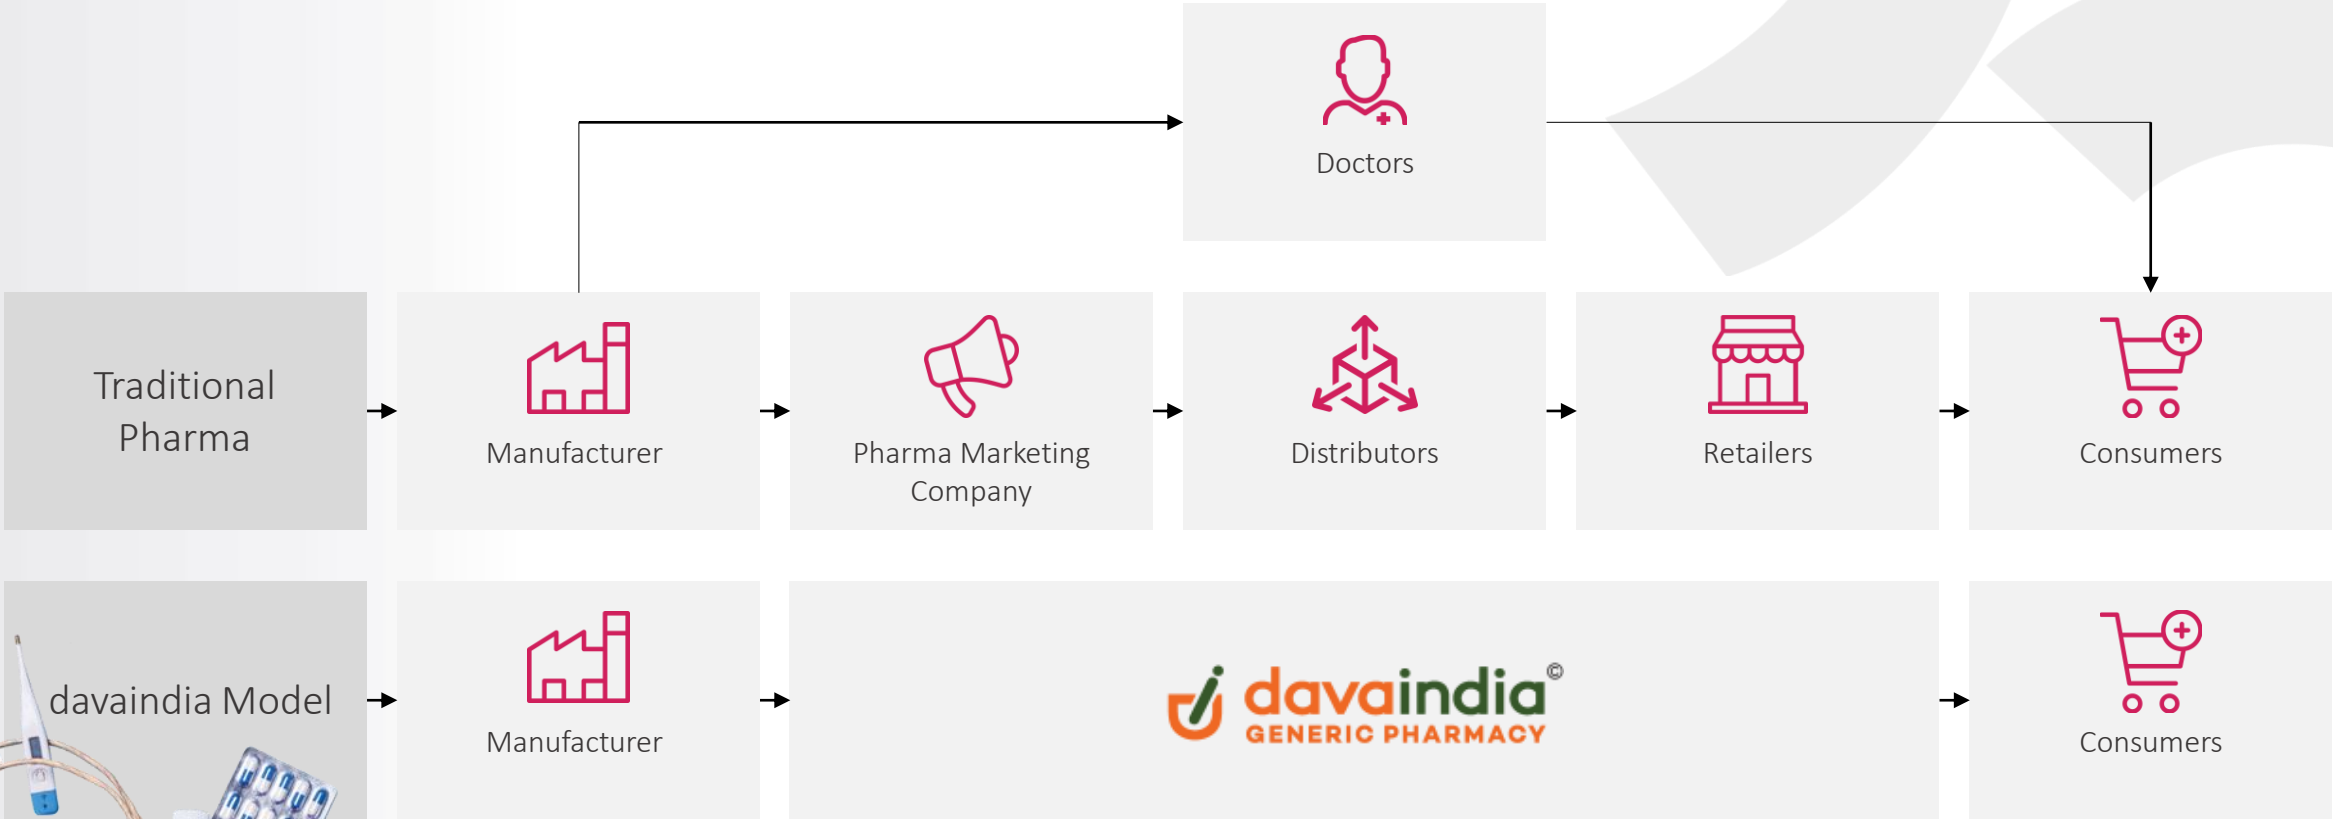 Doctors
Traditional
Pharma
Manufacturer
Pharma Marketing
Company
Distributors
Retailers
Consumers
davaindia Model
Manufacturer
davaindia©
GENERIC PHARMACY
Consumers